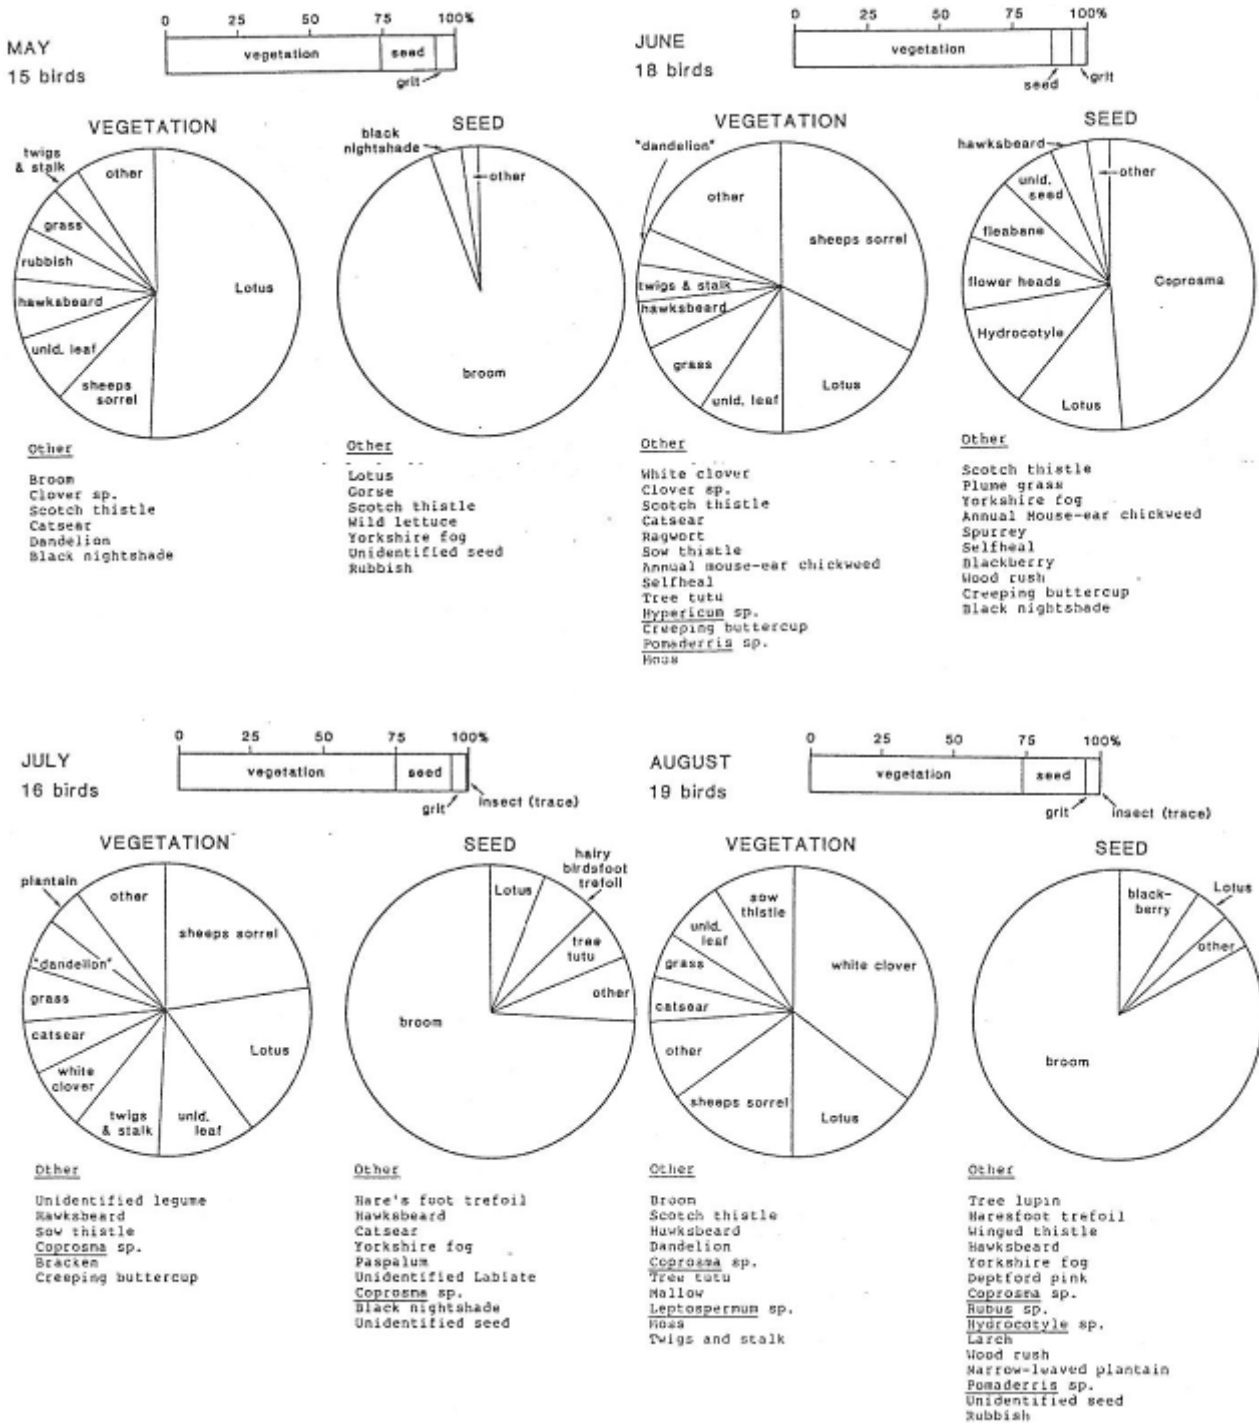 MAY
15 birds
0 25 50 75 100%
vegetation seed
grit
VEGETATION
twigs
& stalk
other
grass
rubbish
hawksbeard
unid. leaf
sheeps
sorrel
Lotus
Other
Broom
Clover sp.
Scotch thistle
Catsear
Dandelion
Black nightshade
SEED
black
nightshade
other
broom
Other
Lotus
Gorse
Scotch thistle
Wild lettuce
Yorkshire fog
Unidentified seed
Rubbish
JUNE
18 birds
0 25 50 75 100%
vegetation
seed grit
VEGETATION
"dandelion"
other
sheeps sorrel
twigs & stalk
hawksbeard
grass
unid. leaf
Lotus
Other
White clover
Clover sp.
Scotch thistle
Catsear
Ragwort
Sow thistle
Annual mouse-ear chickweed
Selfheal
Tree tutu
Hypericum sp.
Creeping buttercup
Pomaderris sp.
Moss
SEED
hawksbeard
other
unid.
seed
fleabane
flower heads
Hydrocotyle
Lotus
Coprosma
Other
Scotch thistle
Plume grass
Yorkshire fog
Annual Mouse-ear chickweed
Spurrey
Selfheal
Blackberry
Wood rush
Creeping buttercup
Black nightshade
JULY
16 birds
0 25 50 75 100%
vegetation seed
grit insect (trace)
VEGETATION
plantain
other
sheeps sorrel
"dandelion"
grass
catsear
white
clover
twigs
& stalk
unid.
leaf
Lotus
Other
Unidentified legume
Hawksbeard
Sow thistle
Coprosma sp.
Bracken
Creeping buttercup
SEED
Lotus
hairy
birdsfoot
trefoil
tree
tutu
other
broom
Other
Hare's foot trefoil
Hawksbeard
Catsear
Yorkshire fog
Paspalum
Unidentified Labiate
Coprosma sp.
Black nightshade
Unidentified seed
AUGUST
19 birds
0 25 50 75 100%
vegetation seed
grit insect (trace)
VEGETATION
sow
thistle
unid.
leaf
grass
catsear
other
sheeps sorrel
Lotus
white clover
Other
Broom
Scotch thistle
Hawksbeard
Dandelion
Coprosma sp.
Tree tutu
Mallow
Leptospermum sp.
Moss
Twigs and stalk
SEED
black-
berry
Lotus
other
broom
Other
Tree lupin
Haresfoot trefoil
Winged thistle
Hawksbeard
Yorkshire fog
Deptford pink
Coprosma sp.
Rubus sp.
Hydrocotyle sp.
Larch
Wood rush
Narrow-leaved plantain
Pomaderris sp.
Unidentified seed
Rubbish